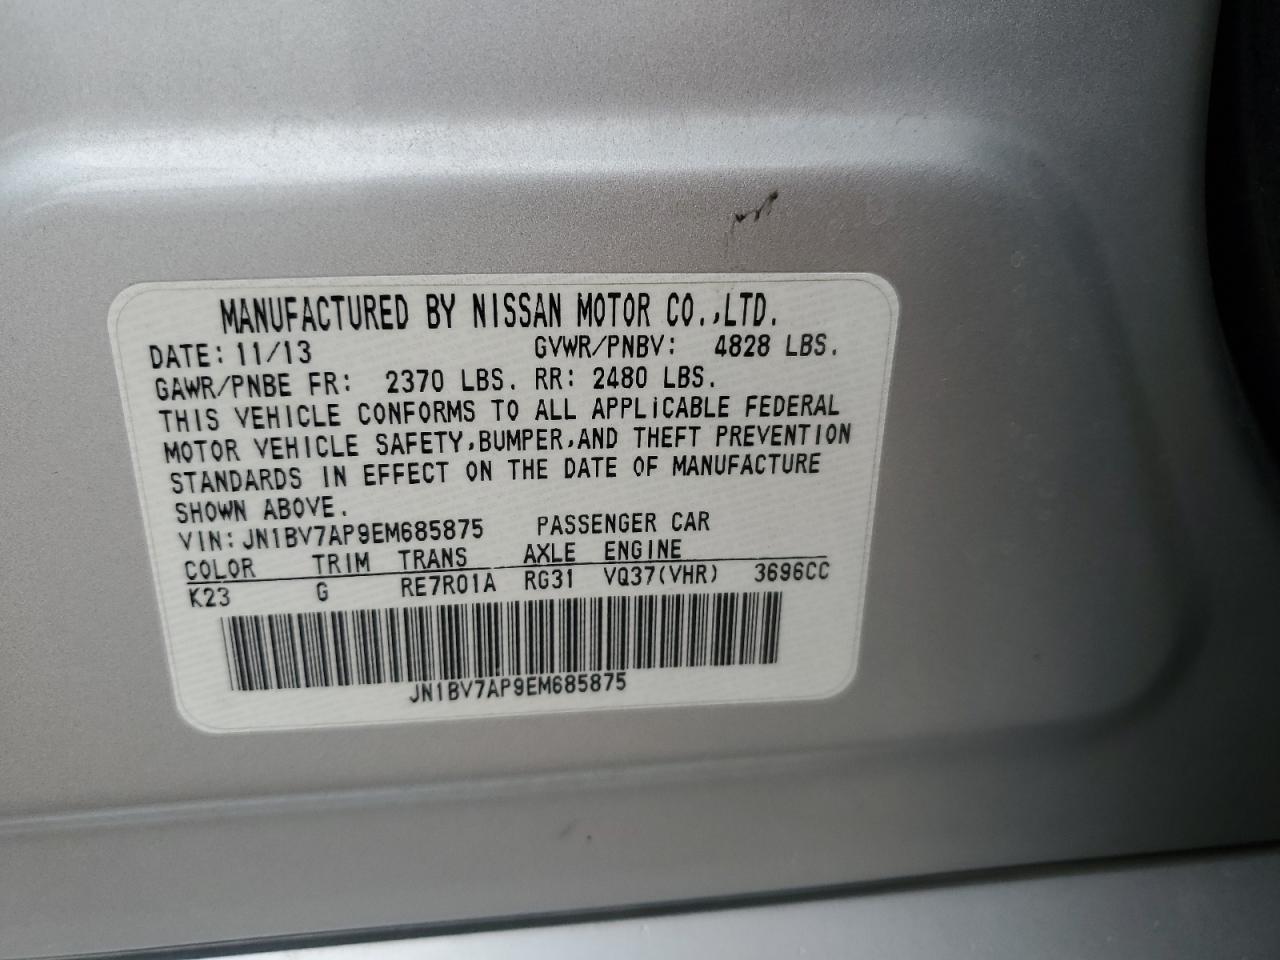 MANUFACTURED BY NISSAN MOTOR CO.,LTD.
DATE: 11/13 GVWR/PNBV: 4828 LBS.
GAWR/PNBE FR: 2370 LBS. RR: 2480 LBS.
THIS VEHICLE CONFORMS TO ALL APPLICABLE FEDERAL
MOTOR VEHICLE SAFETY,BUMPER,AND THEFT PREVENTION
STANDARDS IN EFFECT ON THE DATE OF MANUFACTURE
SHOWN ABOVE.
VIN: JN1BV7AP9EM685875 PASSENGER CAR
COLOR TRIM TRANS AXLE ENGINE
K23 G RE7R01A RG31 VQ37(VHR) 3696CC
JN1BV7AP9EM685875